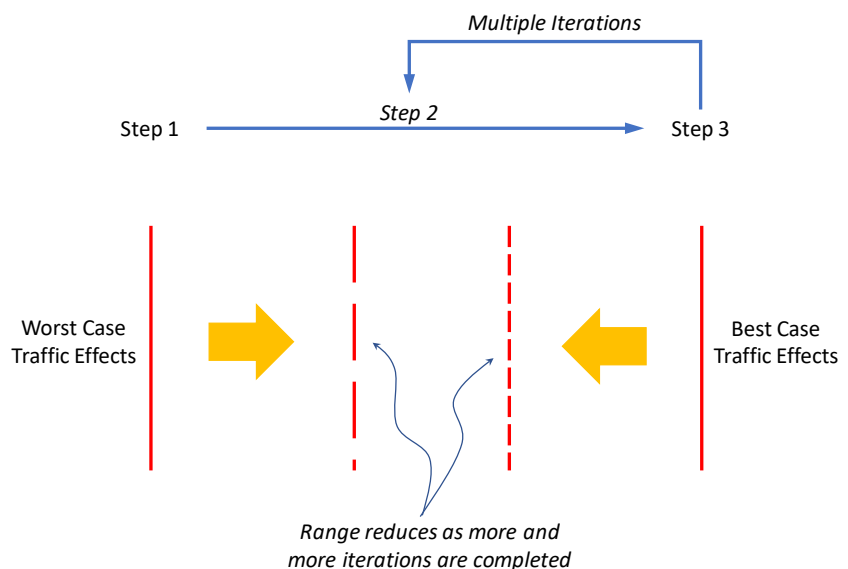 Multiple Iterations
Step 1
Step 2
Step 3
Worst Case
Traffic Effects
Best Case
Traffic Effects
Range reduces as more and
more iterations are completed